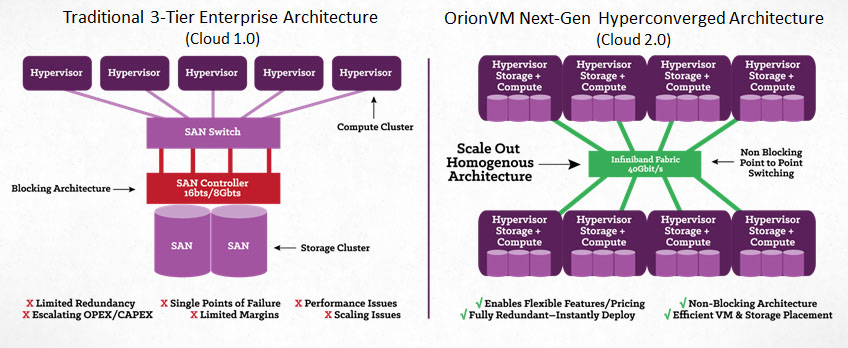 Traditional 3-Tier Enterprise Architecture
(Cloud 1.0)
Hypervisor
Hypervisor
Hypervisor
Hypervisor
Hypervisor
Compute Cluster
SAN Switch
Blocking Architecture
SAN Controller
16bts/8Gbts
SAN
SAN
Storage Cluster
X Limited Redundancy
X Single Points of Failure
X Performance Issues
X Escalating OPEX/CAPEX
X Limited Margins
X Scaling Issues
OrionVM Next-Gen Hyperconverged Architecture
(Cloud 2.0)
Hypervisor
Storage +
Compute
Hypervisor
Storage +
Compute
Hypervisor
Storage +
Compute
Hypervisor
Storage +
Compute
Scale Out
Homogenous
Architecture
Infiniband Fabric
40Gbit/s
Non Blocking
Point to Point
Switching
Hypervisor
Storage +
Compute
Hypervisor
Storage +
Compute
Hypervisor
Storage +
Compute
Hypervisor
Storage +
Compute
√ Enables Flexible Features/Pricing
√ Non-Blocking Architecture
√ Fully Redundant—Instantly Deploy
√ Efficient VM & Storage Placement